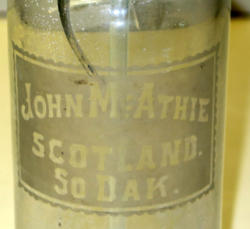 JOHN MCATHIE
SCOTLAND.
SO DAK.